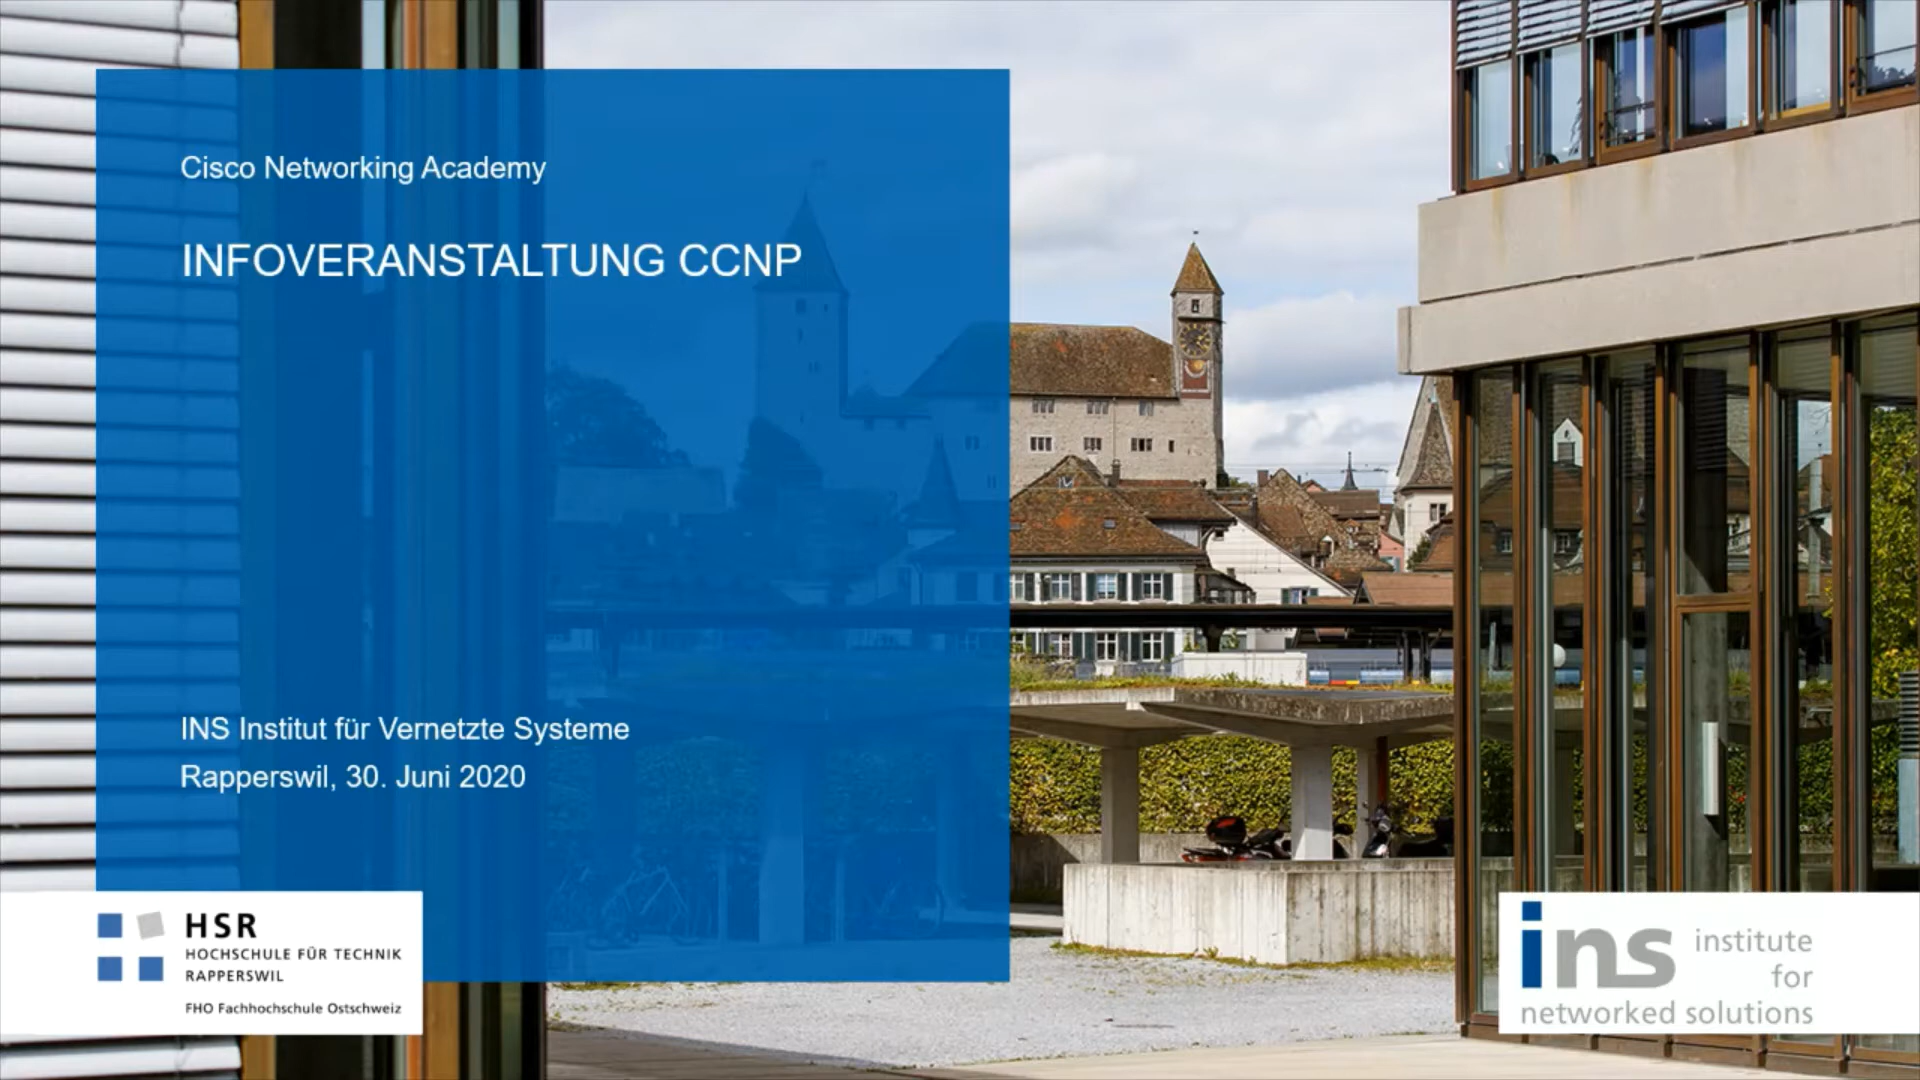 Cisco Networking Academy
INFOVERANSTALTUNG CCNP
INS Institut für Vernetzte Systeme
Rapperswil, 30. Juni 2020
HSR
HOCHSCHULE FÜR TECHNIK
RAPPERSWIL
FHO Fachhochschule Ostschweiz
ins institute
for
networked solutions